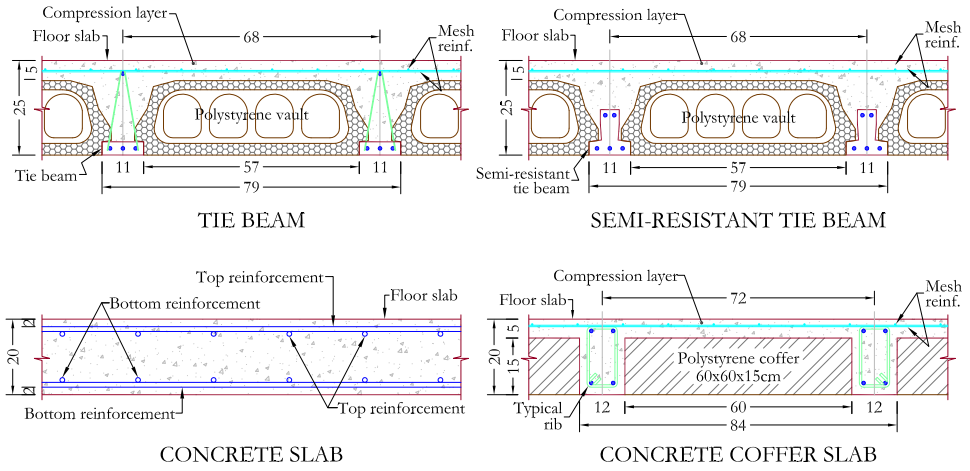 Compression layer
Floor slab
68
Mesh
reinf.
5
25
Polystyrene vault
11
57
11
Tie beam
79
TIE BEAM
Compression layer
Floor slab
68
Mesh
reinf.
5
25
Polystyrene vault
11
57
11
Semi-resistant
tie beam
79
SEMI-RESISTANT TIE BEAM
Top reinforcement
Bottom reinforcement
Floor slab
2
20
2
Bottom reinforcement
Top reinforcement
CONCRETE SLAB
Compression layer
Floor slab
72
Mesh
reinf.
5
20
15
Polystyrene coffer
60x60x15cm
Typical
rib
12
60
12
84
CONCRETE COFFER SLAB